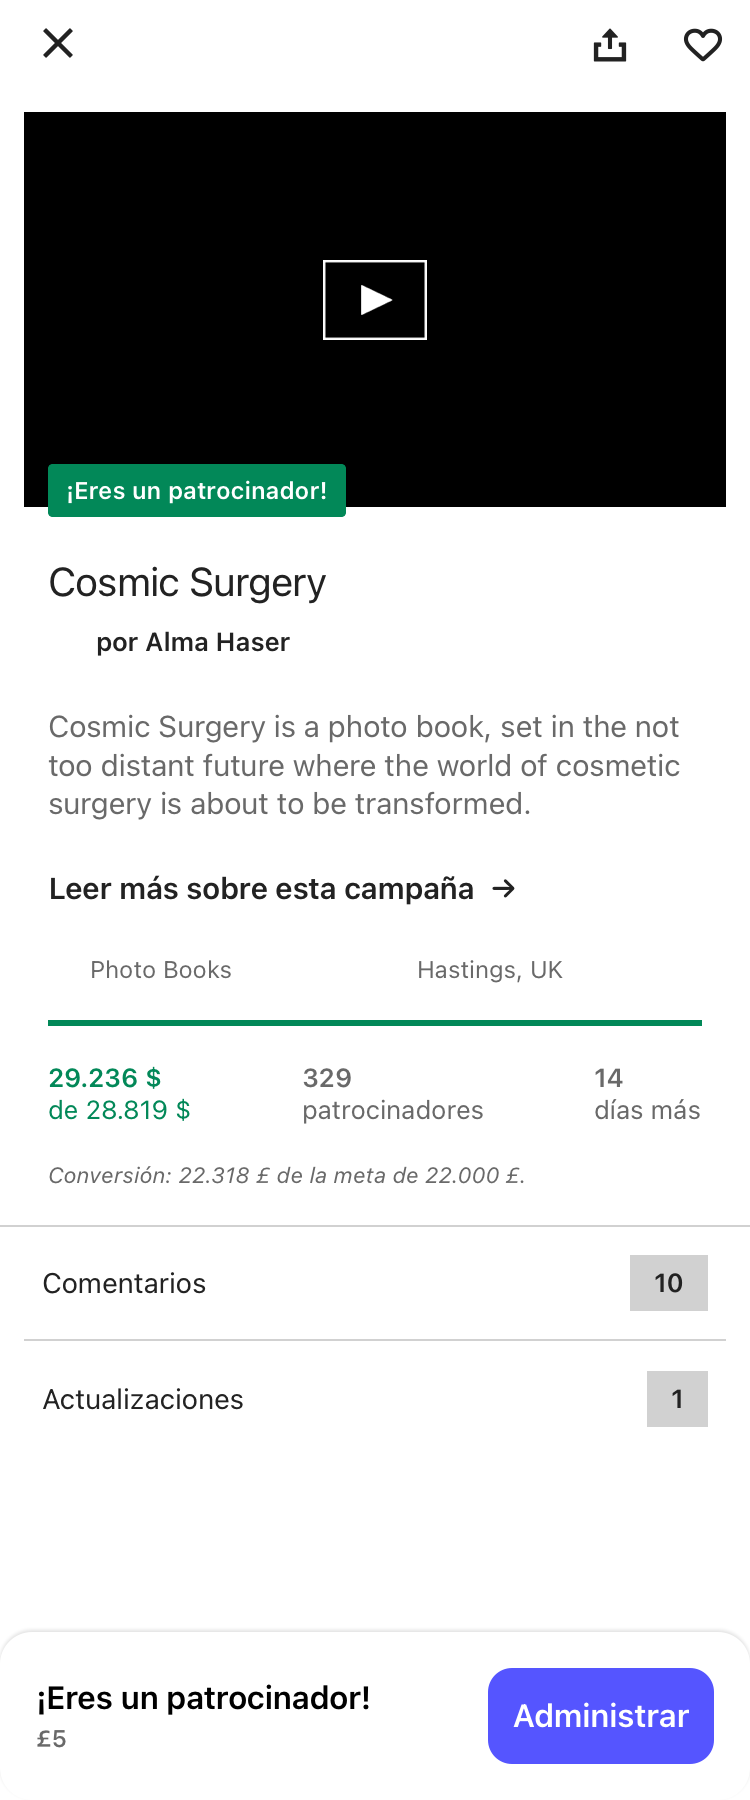 ¡Eres un patrocinador!
Cosmic Surgery
por Alma Haser
Cosmic Surgery is a photo book, set in the not
too distant future where the world of cosmetic
surgery is about to be transformed.
Leer más sobre esta campaña →
Photo Books
Hastings, UK
29.236 $
de 28.819 $
329
patrocinadores
14
días más
Conversión: 22.318 £ de la meta de 22.000 £.
Comentarios
10
Actualizaciones
1
¡Eres un patrocinador!
£5
Administrar